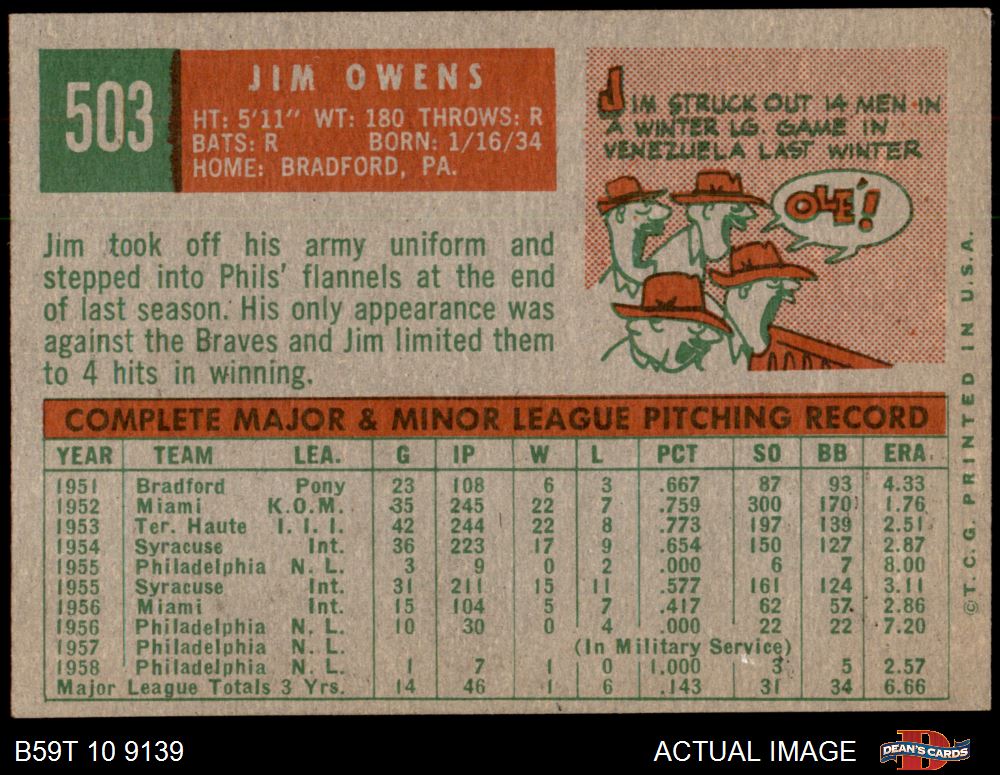 503
JIM OWENS
HT: 5'11" WT: 180 THROWS: R
BATS: R BORN: 1/16/34
HOME: BRADFORD, PA.
JIM STRUCK OUT 14 MEN IN
A WINTER LG GAME IN
VENEZUELA LAST WINTER
OLÉ!
Jim took off his army uniform and
stepped into Phils' flannels at the end
of last season. His only appearance was
against the Braves and Jim limited them
to 4 hits in winning.
COMPLETE MAJOR & MINOR LEAGUE PITCHING RECORD
YEAR TEAM LEA. G IP W L PCT SO BB ERA
1951 Bradford Pony 23 108 6 3 .667 87 93 4.33
1952 Miami K.O.M. 35 245 22 7 .759 300 170 1.76
1953 Ter. Haute I. I. I. 42 244 22 8 .773 197 139 2.51
1954 Syracuse Int. 36 223 17 9 .654 150 127 2.87
1955 Philadelphia N. L. 3 9 0 2 .000 6 7 8.00
1955 Syracuse Int. 31 211 15 11 .577 161 124 3.11
1956 Miami Int. 15 104 5 7 .417 62 57 2.86
1956 Philadelphia N. L. 10 30 0 4 .000 22 22 7.20
1957 Philadelphia N. L. (In Military Service)
1958 Philadelphia N. L. 1 7 1 0 1.000 3 5 2.57
Major League Totals 3 Yrs. 14 46 1 6 .143 31 34 6.66
© T. C. G. PRINTED IN U.S.A.
B59T 10 9139
ACTUAL IMAGE
DEAN'S CARDS